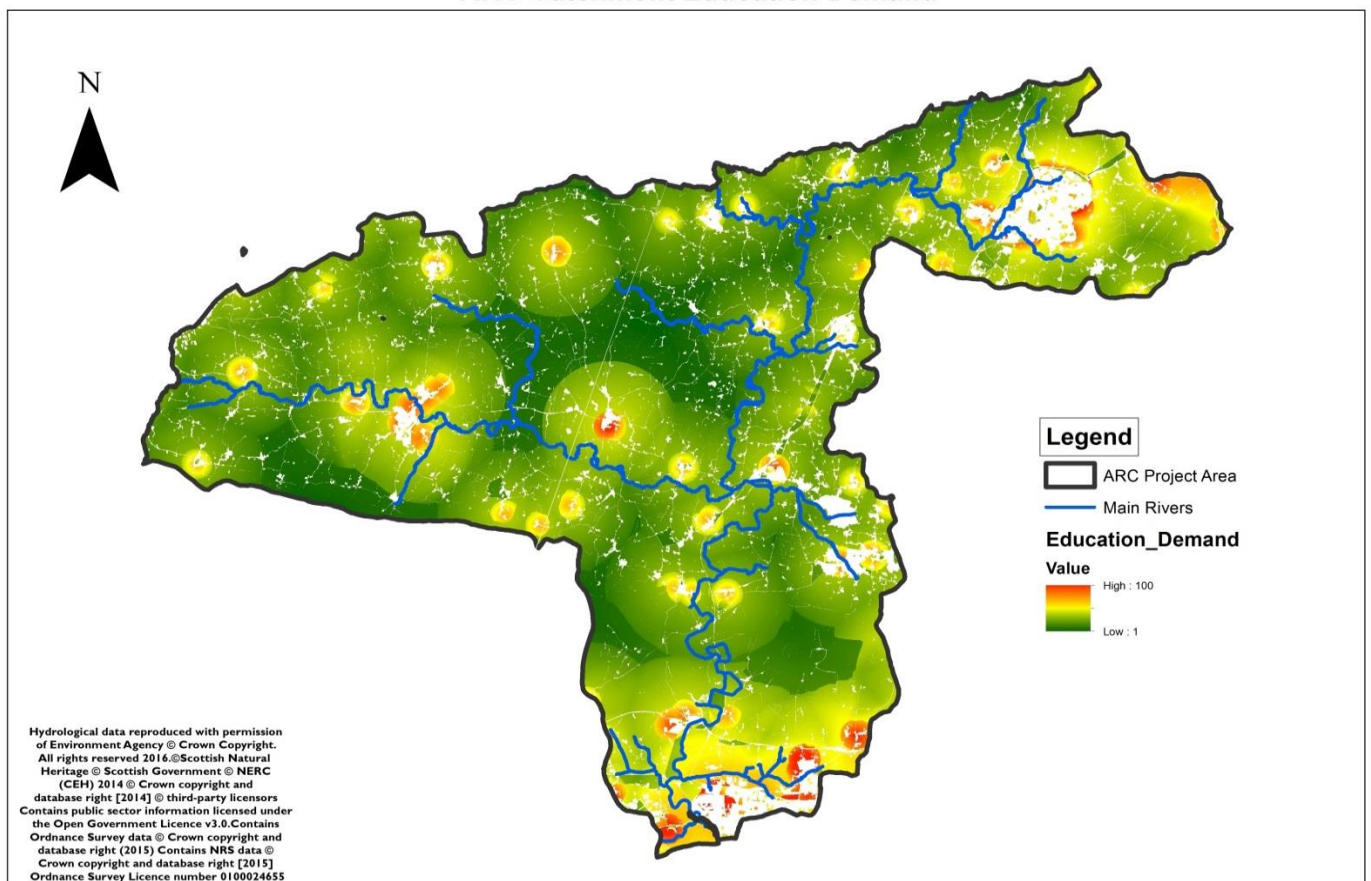 N
Legend
ARC Project Area
Main Rivers
Education_Demand
Value
High : 100
Low : 1
Hydrological data reproduced with permission
of Environment Agency © Crown Copyright.
All rights reserved 2016.©Scottish Natural
Heritage © Scottish Government © NERC
(CEH) 2014 © Crown copyright and
database right [2014] © third-party licensors
Contains public sector information licensed under
the Open Government Licence v3.0.Contains
Ordnance Survey data © Crown copyright and
database right (2015) Contains NRS data ©
Crown copyright and database right [2015]
Ordnance Survey Licence number 0100024655